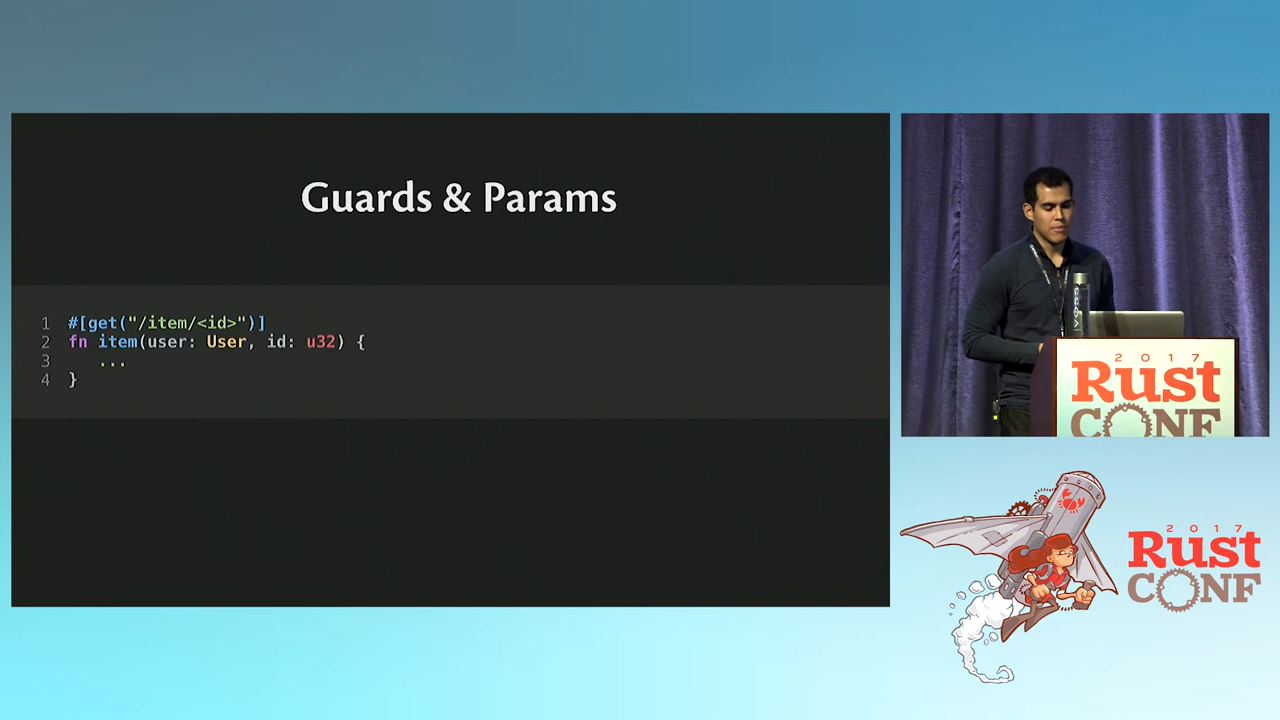 Guards & Params
1 #[get("/item/<id>")]
2 fn item(user: User, id: u32) {
3 ...
4 }
2017
Rust
CONF
2017
Rust
CONF